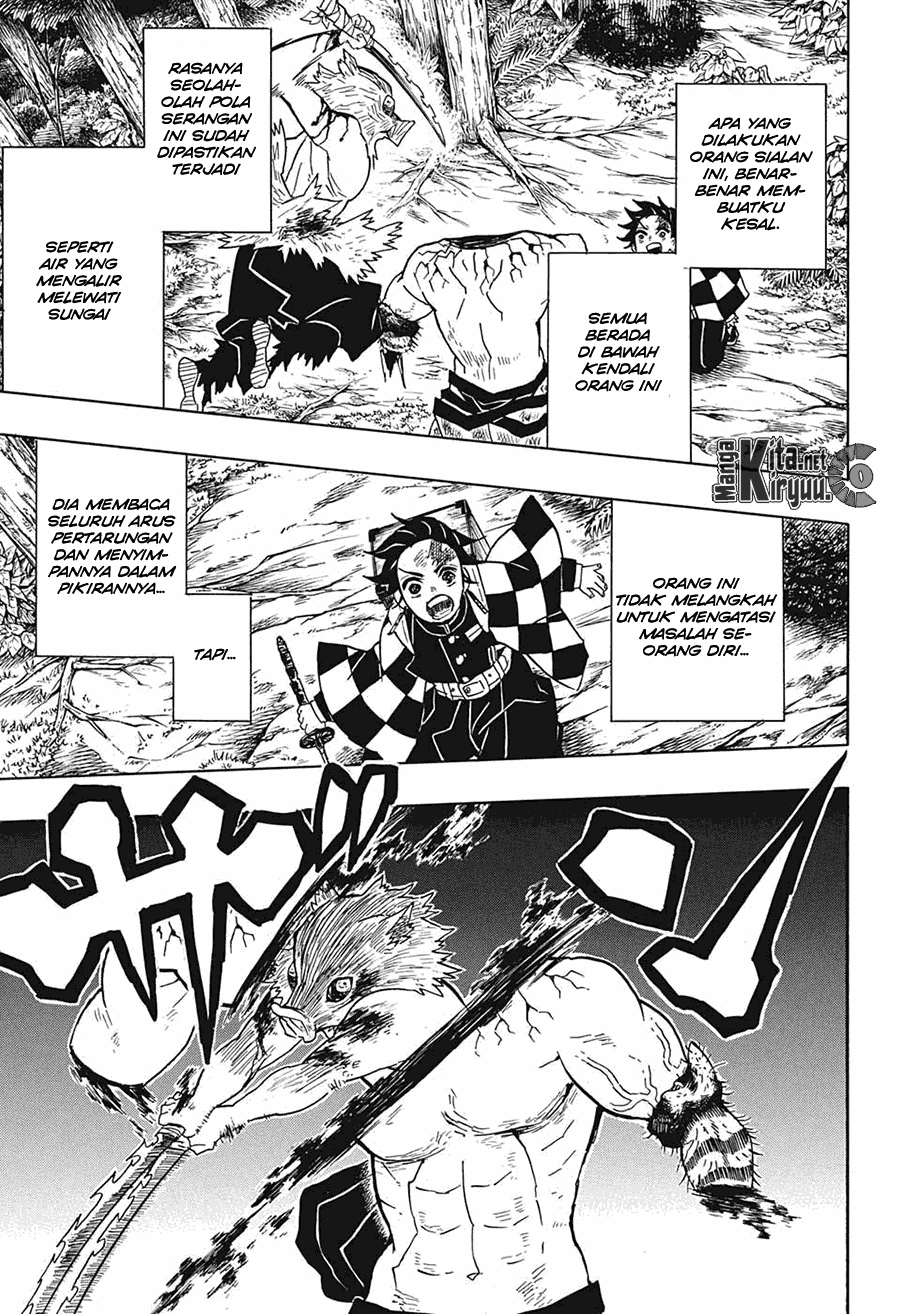 APA YANG
DILAKUKAN
ORANG SIALAN
INI, BENAR-
BENAR MEM-
BUATKU
KESAL.
SEMUA
BERADA
DI BAWAH
KENDALI
ORANG INI
RASANYA
SEOLAH-
OLAH POLA
SERANGAN
INI SUDAH
DIPASTIKAN
TERJADI
SEPERTI
AIR YANG
MENGALIR
MELEWATI
SUNGAI
MangaKita.net
Kiryuu.CO
ORANG INI
TIDAK MELANGKAH
UNTUK MENGATASI
MASALAH SE-
ORANG DIRI...
DIA MEMBACA
SELURUH ARUS
PERTARUNGAN
DAN MENYIM-
PANNYA DALAM
PIKIRANNYA...
TAPI...